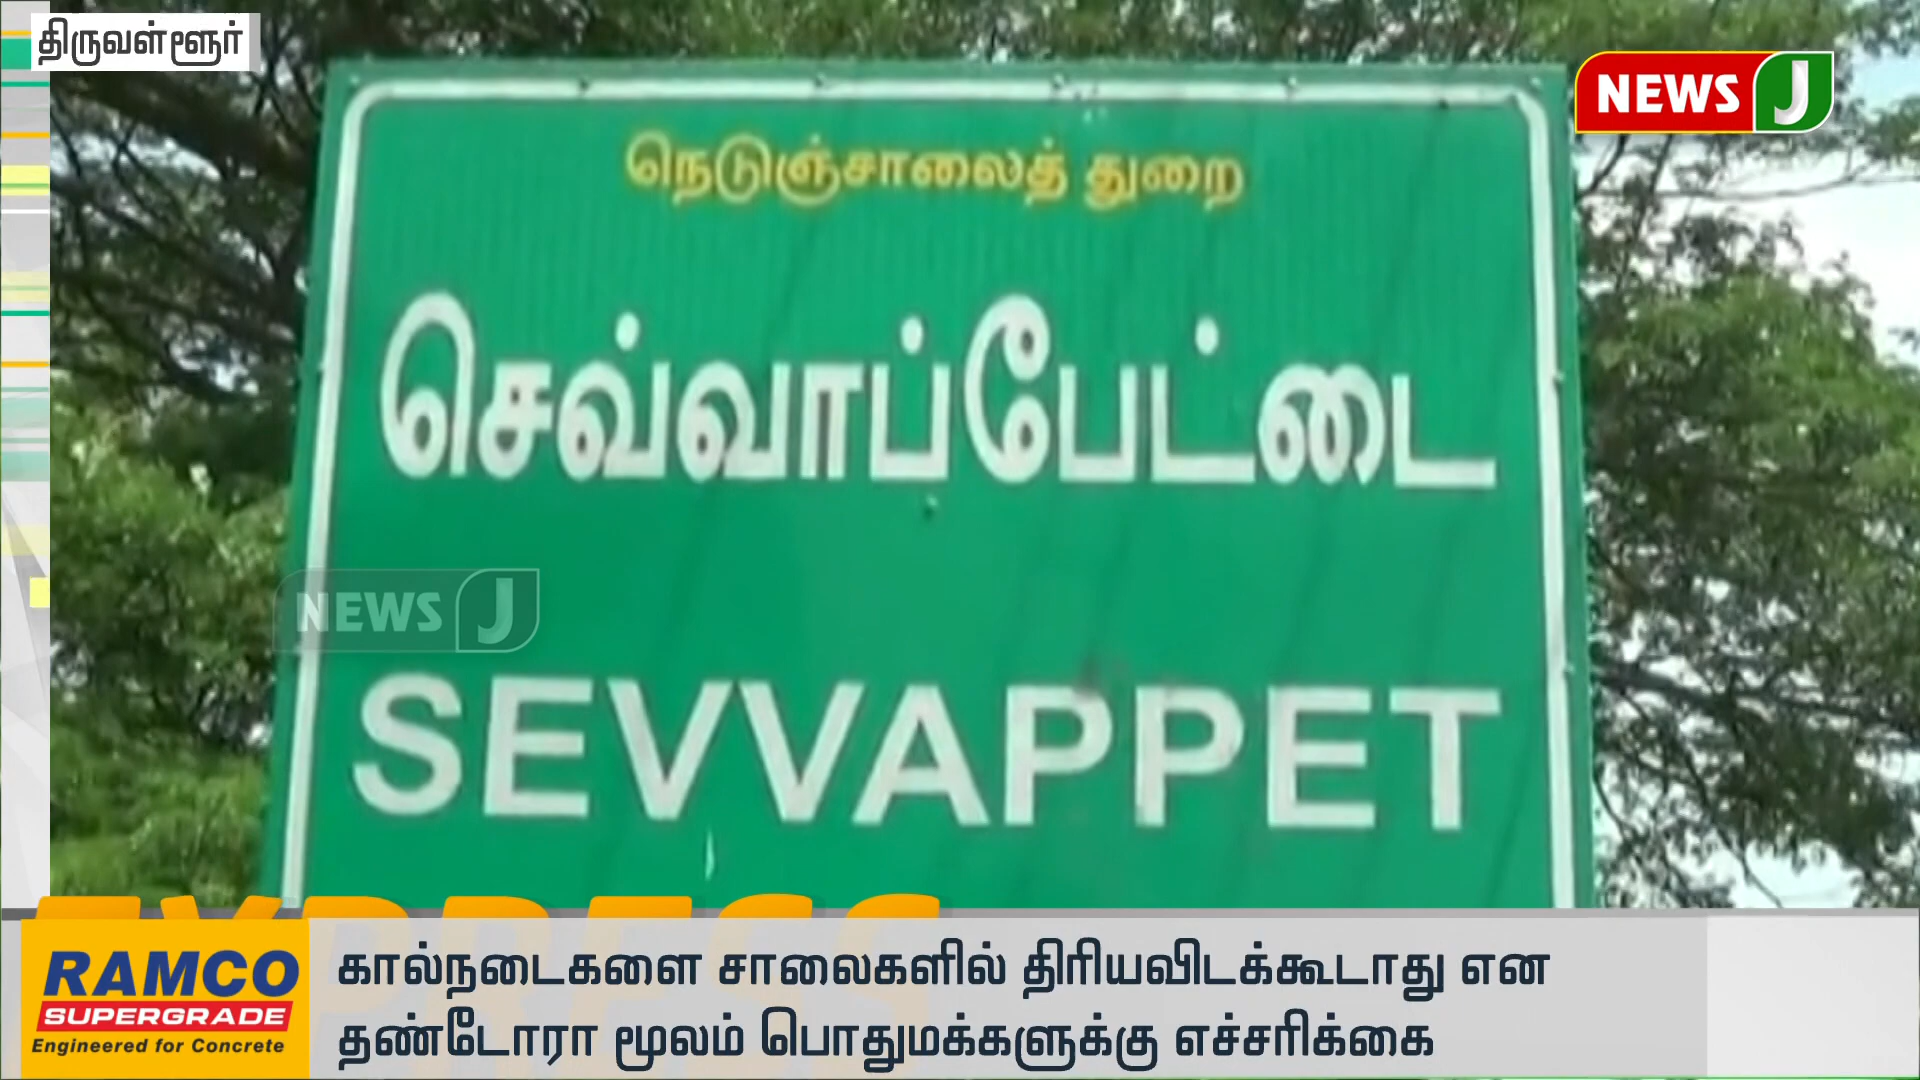 திருவள்ளூர்
NEWS J
நெடுஞ்சாலைத் துறை
செவ்வாப்பேட்டை
NEWS J
SEVVAPPET
EXPRESS
RAMCO
SUPERGRADE
Engineered for Concrete
கால்நடைகளை சாலைகளில் திரியவிடக்கூடாது என
தண்டோரா மூலம் பொதுமக்களுக்கு எச்சரிக்கை